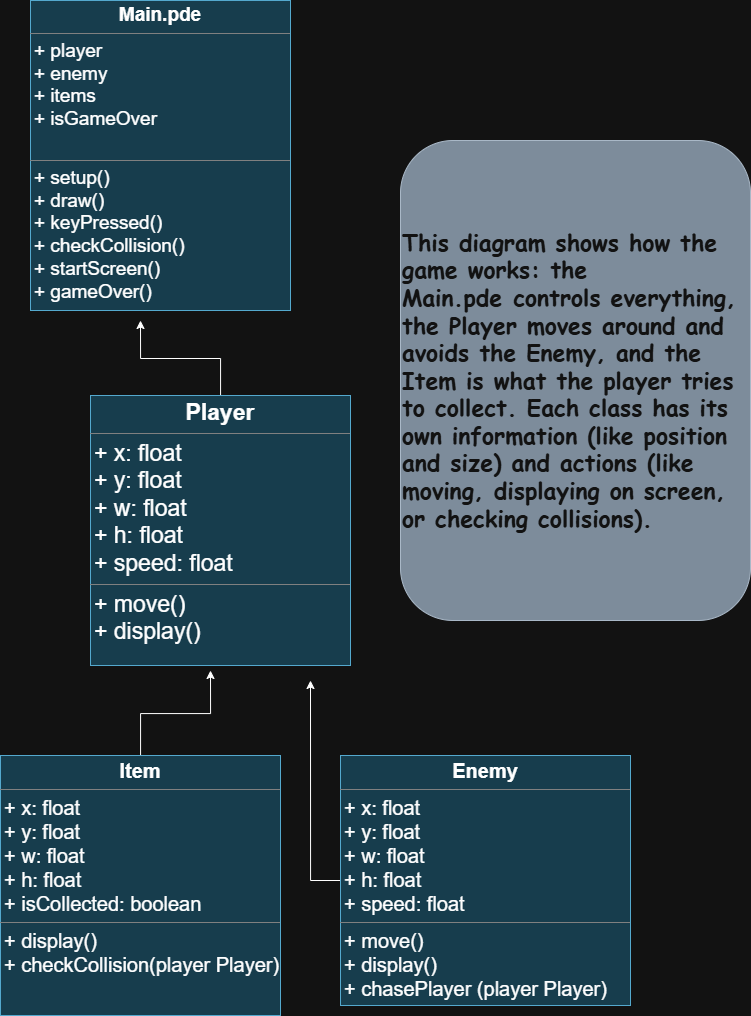 Main.pde
+ player
+ enemy
+ items
+ isGameOver
+ setup()
+ draw()
+ keyPressed()
+ checkCollision()
+ startScreen()
+ gameOver()
This diagram shows how the
game works: the
Main.pde controls everything,
the Player moves around and
avoids the Enemy, and the
Item is what the player tries
to collect. Each class has its
own information (like position
and size) and actions (like
moving, displaying on screen,
or checking collisions).
Player
+ x: float
+ y: float
+ w: float
+ h: float
+ speed: float
+ move()
+ display()
Item
+ x: float
+ y: float
+ w: float
+ h: float
+ isCollected: boolean
+ display()
+ checkCollision(player Player)
Enemy
+ x: float
+ y: float
+ w: float
+ h: float
+ speed: float
+ move()
+ display()
+ chasePlayer (player Player)